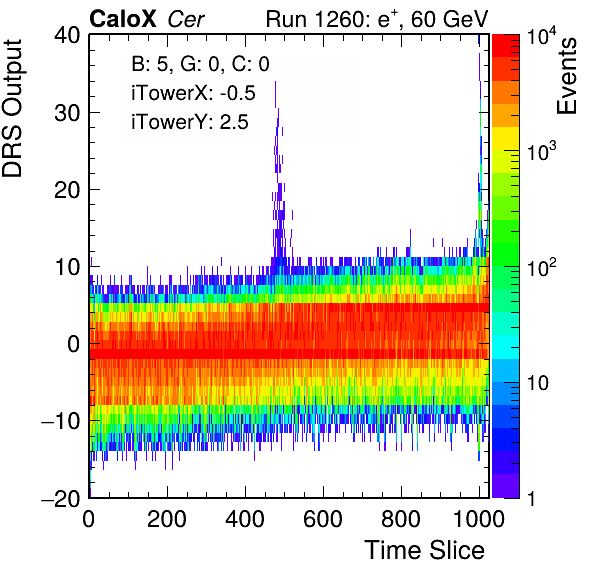 CaloX Cer Run 1260: e⁺, 60 GeV
B: 5, G: 0, C: 0
iTowerX: -0.5
iTowerY: 2.5
DRS Output
40
30
20
10
0
−10
−20
0 200 400 600 800 1000
Time Slice
Events
10⁴
10³
10²
10
1